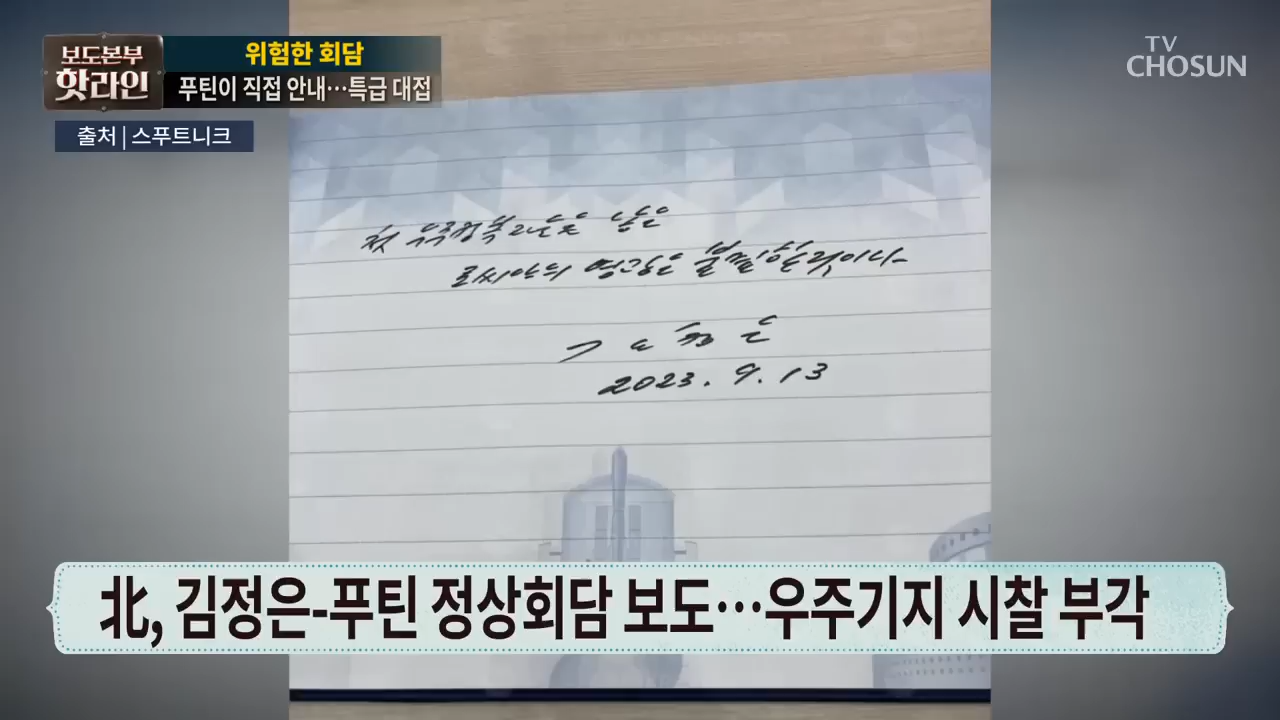 보도본부
핫라인
위험한 회담
푸틴이 직접 안내…특급 대접
TV
CHOSUN
출처 | 스푸트니크
첫 우주정복자들을 낳은
로씨야의 영광은 불멸할것이다
김정은
2023. 9. 13
北, 김정은-푸틴 정상회담 보도…우주기지 시찰 부각